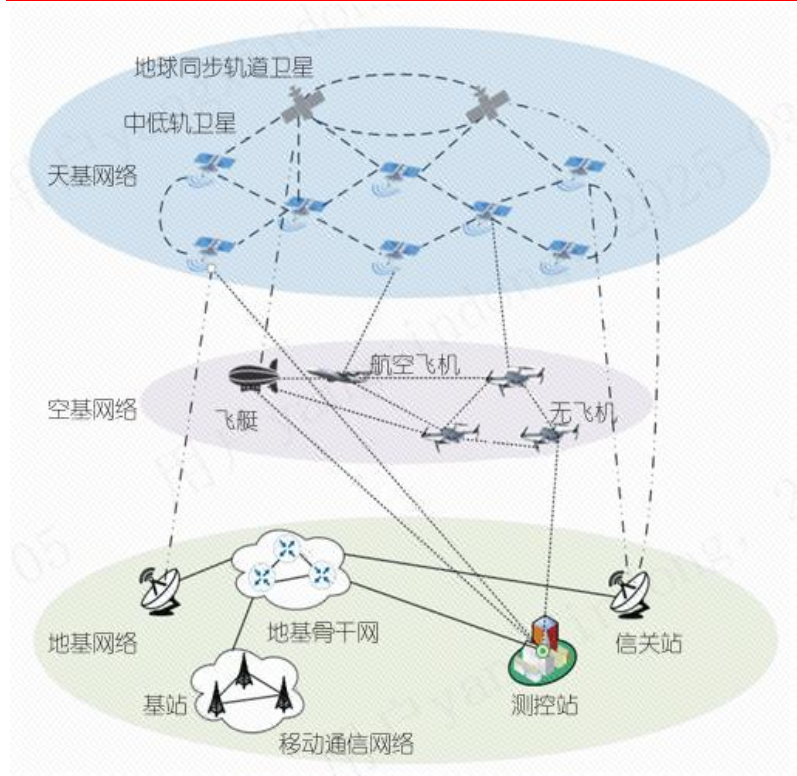 地球同步轨道卫星
中低轨卫星
天基网络
航空飞机
空基网络
飞艇
无飞机
地基骨干网
地基网络
信关站
基站
测控站
移动通信网络